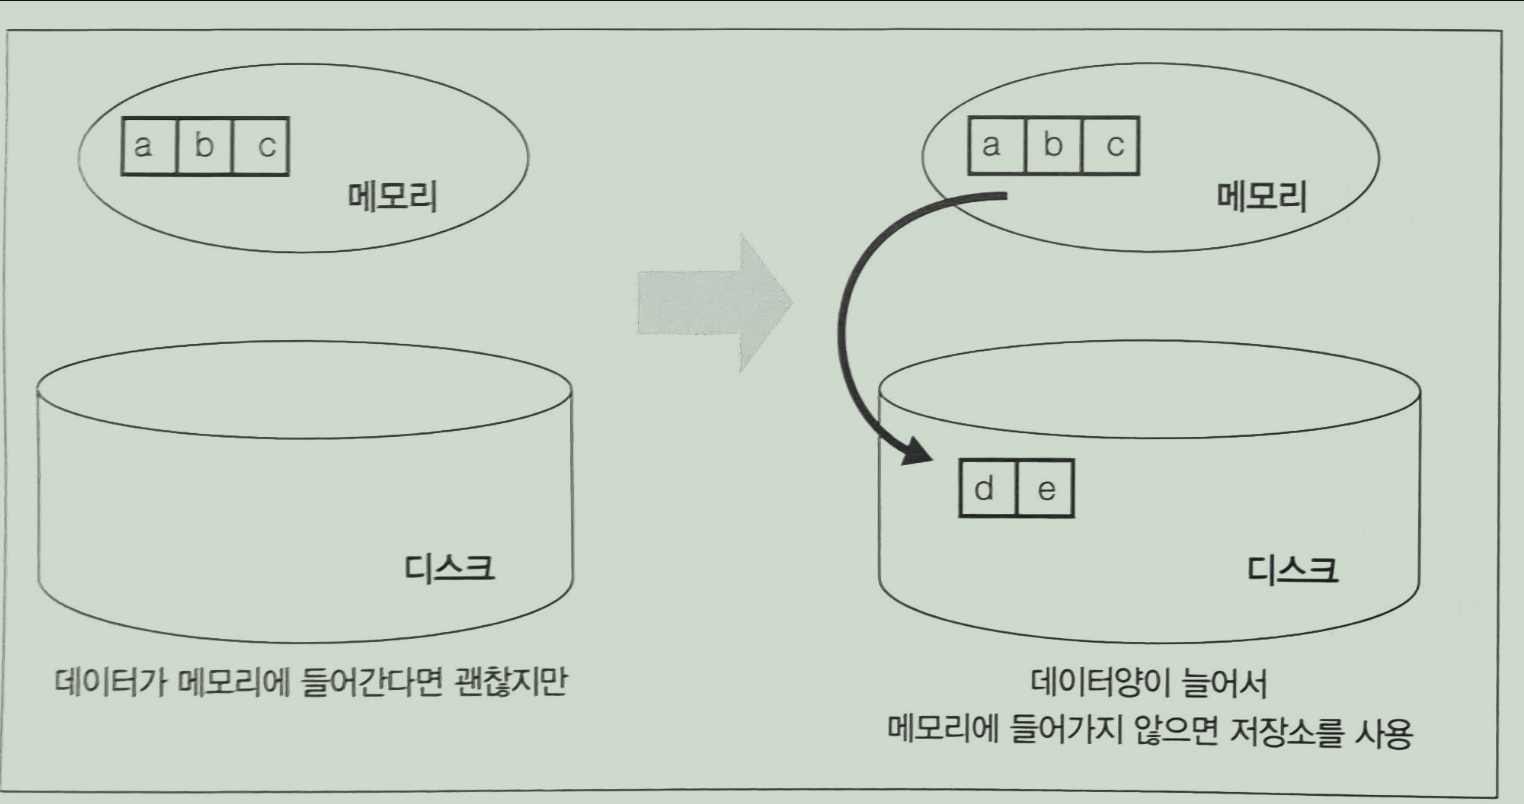 a b c
메모리
디스크
데이터가 메모리에 들어간다면 괜찮지만
a b c
메모리
d e
디스크
데이터양이 늘어서
메모리에 들어가지 않으면 저장소를 사용